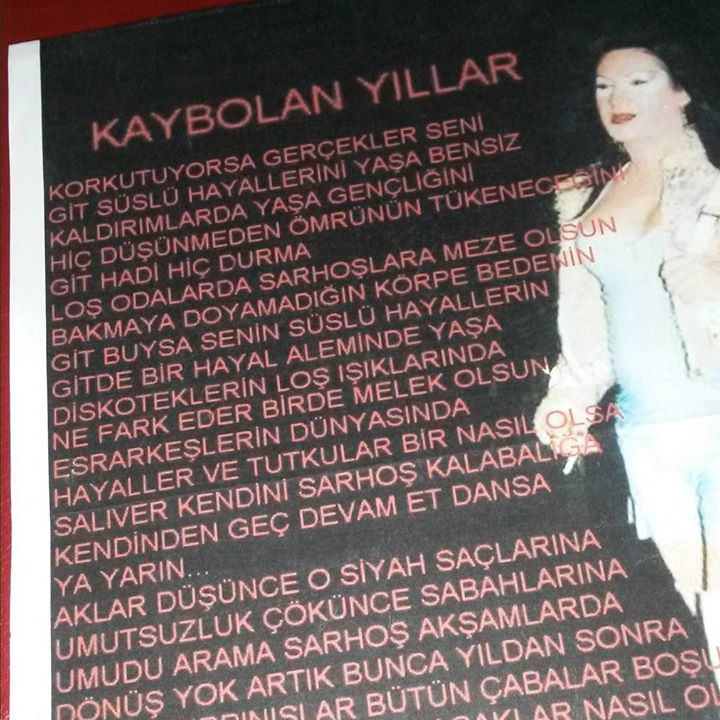 KAYBOLAN YILLAR
KORKUTUYORSA GERÇEKLER SENİ
GİT SÜSLÜ HAYALLERİNİ YAŞA BENSIZ
KALDIRIMLARDA YAŞA GENÇLİĞİNİ
HİÇ DÜŞÜNMEDEN ÖMRÜNÜN TÜKENECEĞİNİ
GİT HADİ HİÇ DURMA
LOŞ ODALARDA SARHOŞLARA MEZE OLSUN
BAKMAYA DOYAMADIĞIN KÖRPE BEDENİN
GİT BUYSA SENİN SÜSLÜ HAYALLERİN
GİTDE BİR HAYAL ALEMİNDE YAŞA
DİSKOTEKLERİN LOŞ IŞIKLARINDA
NE FARK EDER BİRDE MELEK OLSUN
ESRARKEŞLERİN DÜNYASINDA
HAYALLER VE TUTKULAR BİR NASIL OLSA
SALIVER KENDİNİ SARHOŞ KALABALIĞA
KENDİNDEN GEÇ DEVAM ET DANSA
YA YARIN...
AKLAR DÜŞÜNCE O SİYAH SAÇLARINA
UMUTSUZLUK ÇÖKÜNCE SABAHLARINA
UMUDU ARAMA SARHOŞ AKŞAMLARDA
DÖNÜŞ YOK ARTIK BUNCA YILDAN SONRA
BÜTÜN ÇABALAR
NASIL